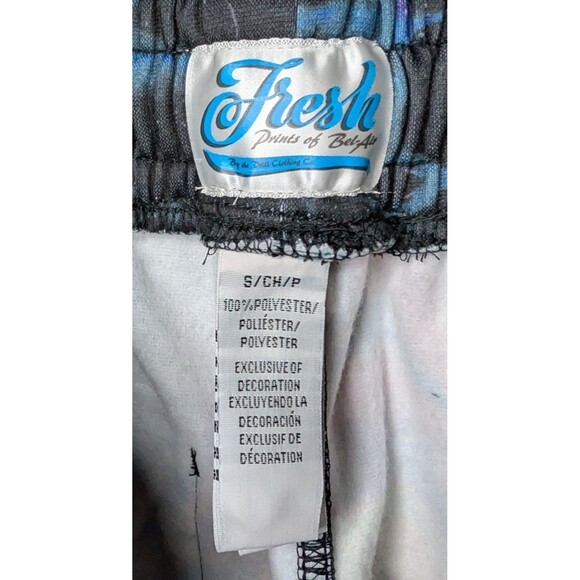 Fresh
Prints of Bel-Air
By the Dirtt Clothing Co.
S/CH/P
100%POLYESTER/
POLIÉSTER/
POLYESTER
EXCLUSIVE OF
DECORATION
EXCLUYENDO LA
DECORACIÓN
EXCLUSIF DE
DÉCORATION